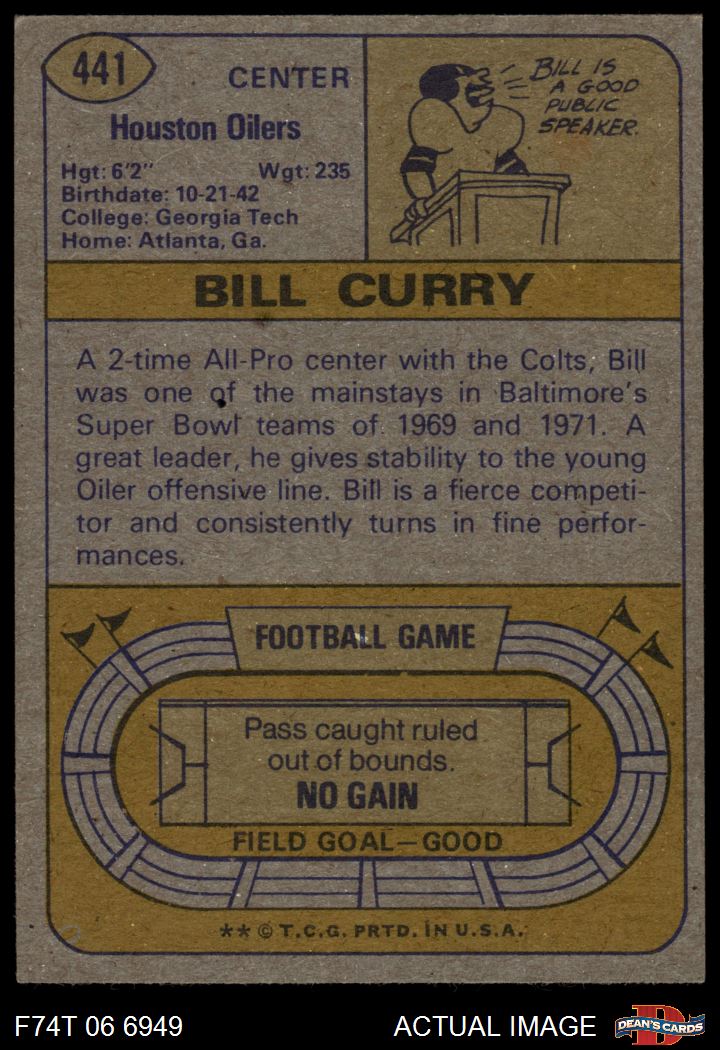 441
CENTER
Houston Oilers
Hgt: 6'2" Wgt: 235
Birthdate: 10-21-42
College: Georgia Tech
Home: Atlanta, Ga.
BILL IS
A GOOD
PUBLIC
SPEAKER.
BILL CURRY
A 2-time All-Pro center with the Colts, Bill
was one of the mainstays in Baltimore's
Super Bowl teams of 1969 and 1971. A
great leader, he gives stability to the young
Oiler offensive line. Bill is a fierce competi-
tor and consistently turns in fine perfor-
mances.
FOOTBALL GAME
Pass caught ruled
out of bounds.
NO GAIN
FIELD GOAL—GOOD
** © T.C.G. PRTD. IN U.S.A.
F74T 06 6949 ACTUAL IMAGE
D
DEAN'S CARDS